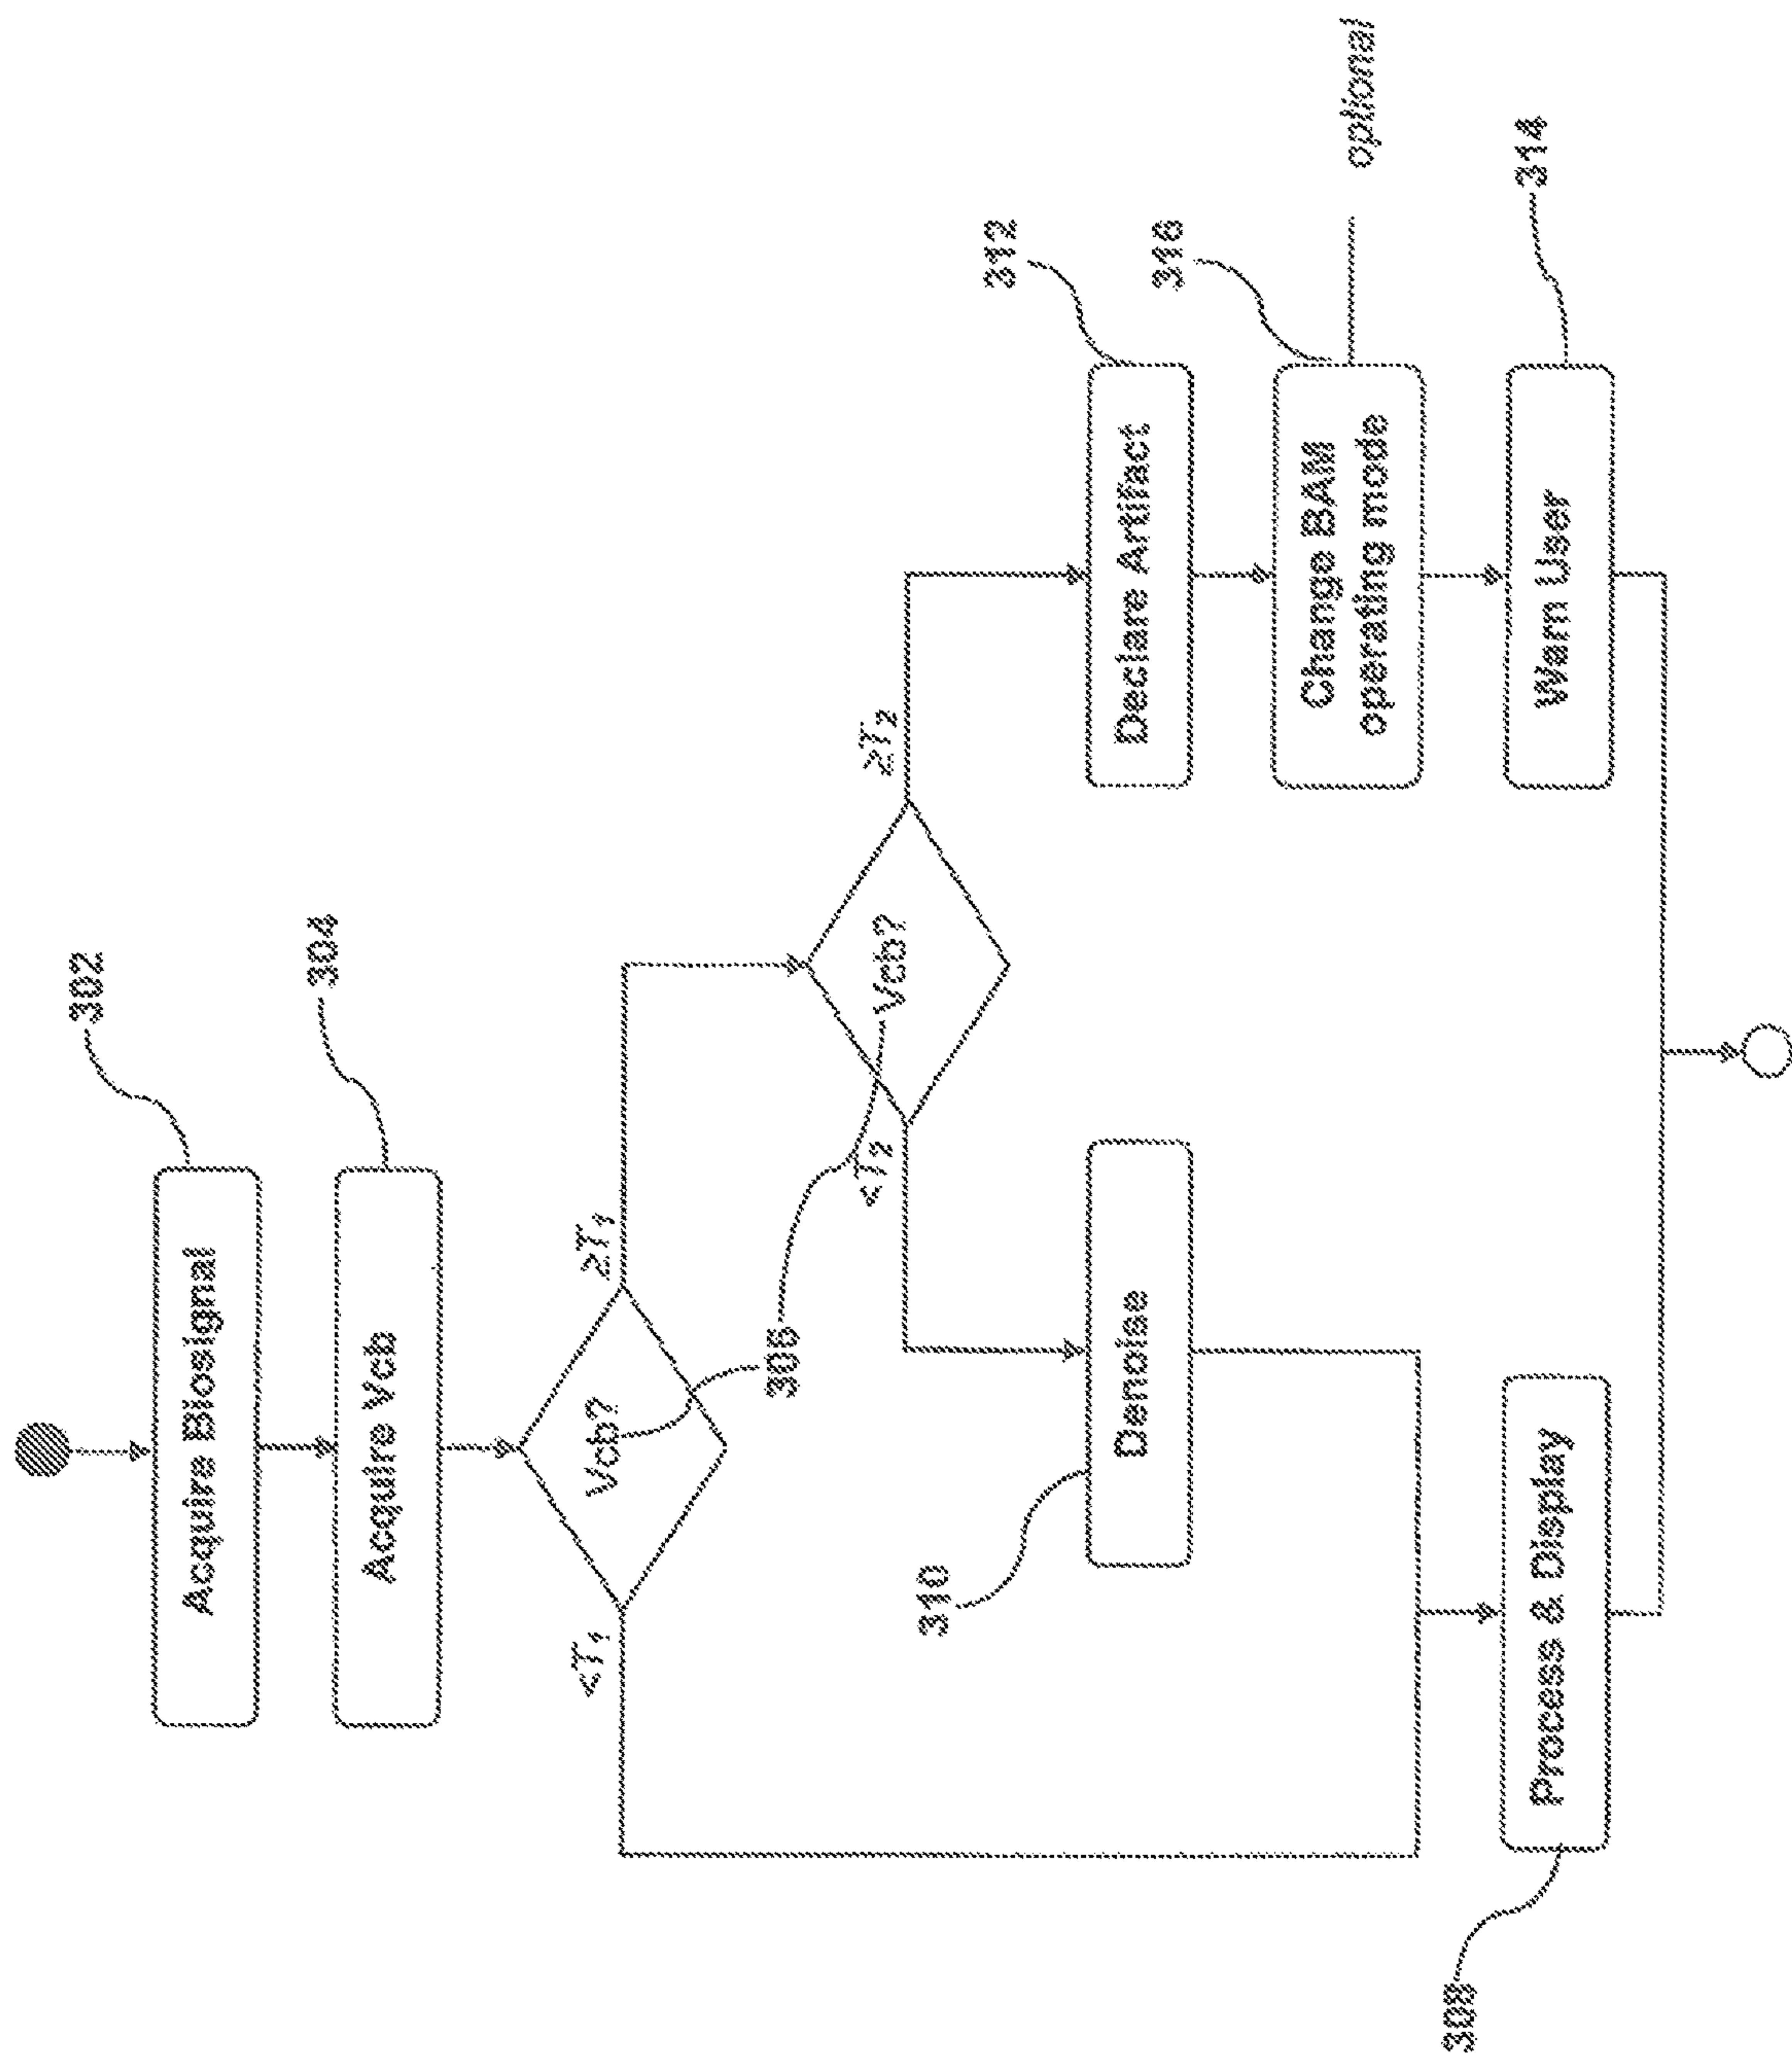 302
Acquire Biosignal
304
Acquire Vcb
Vcb?
<T1
≥T1
306
Vcb?
<T2
≥T2
310
Denoise
312
Declare Artifact
316
Change BAM
operating mode
optional
314
Warn User
308
Process & Display